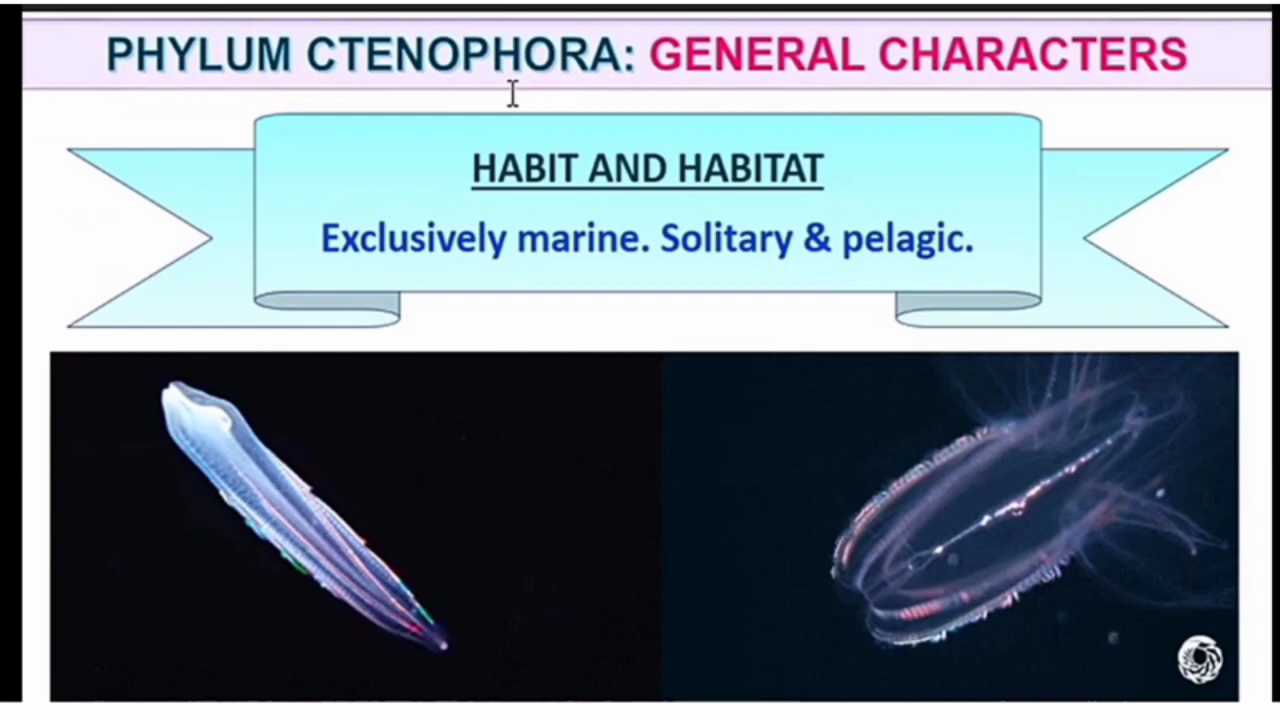 PHYLUM CTENOPHORA: GENERAL CHARACTERS
HABIT AND HABITAT
Exclusively marine. Solitary & pelagic.